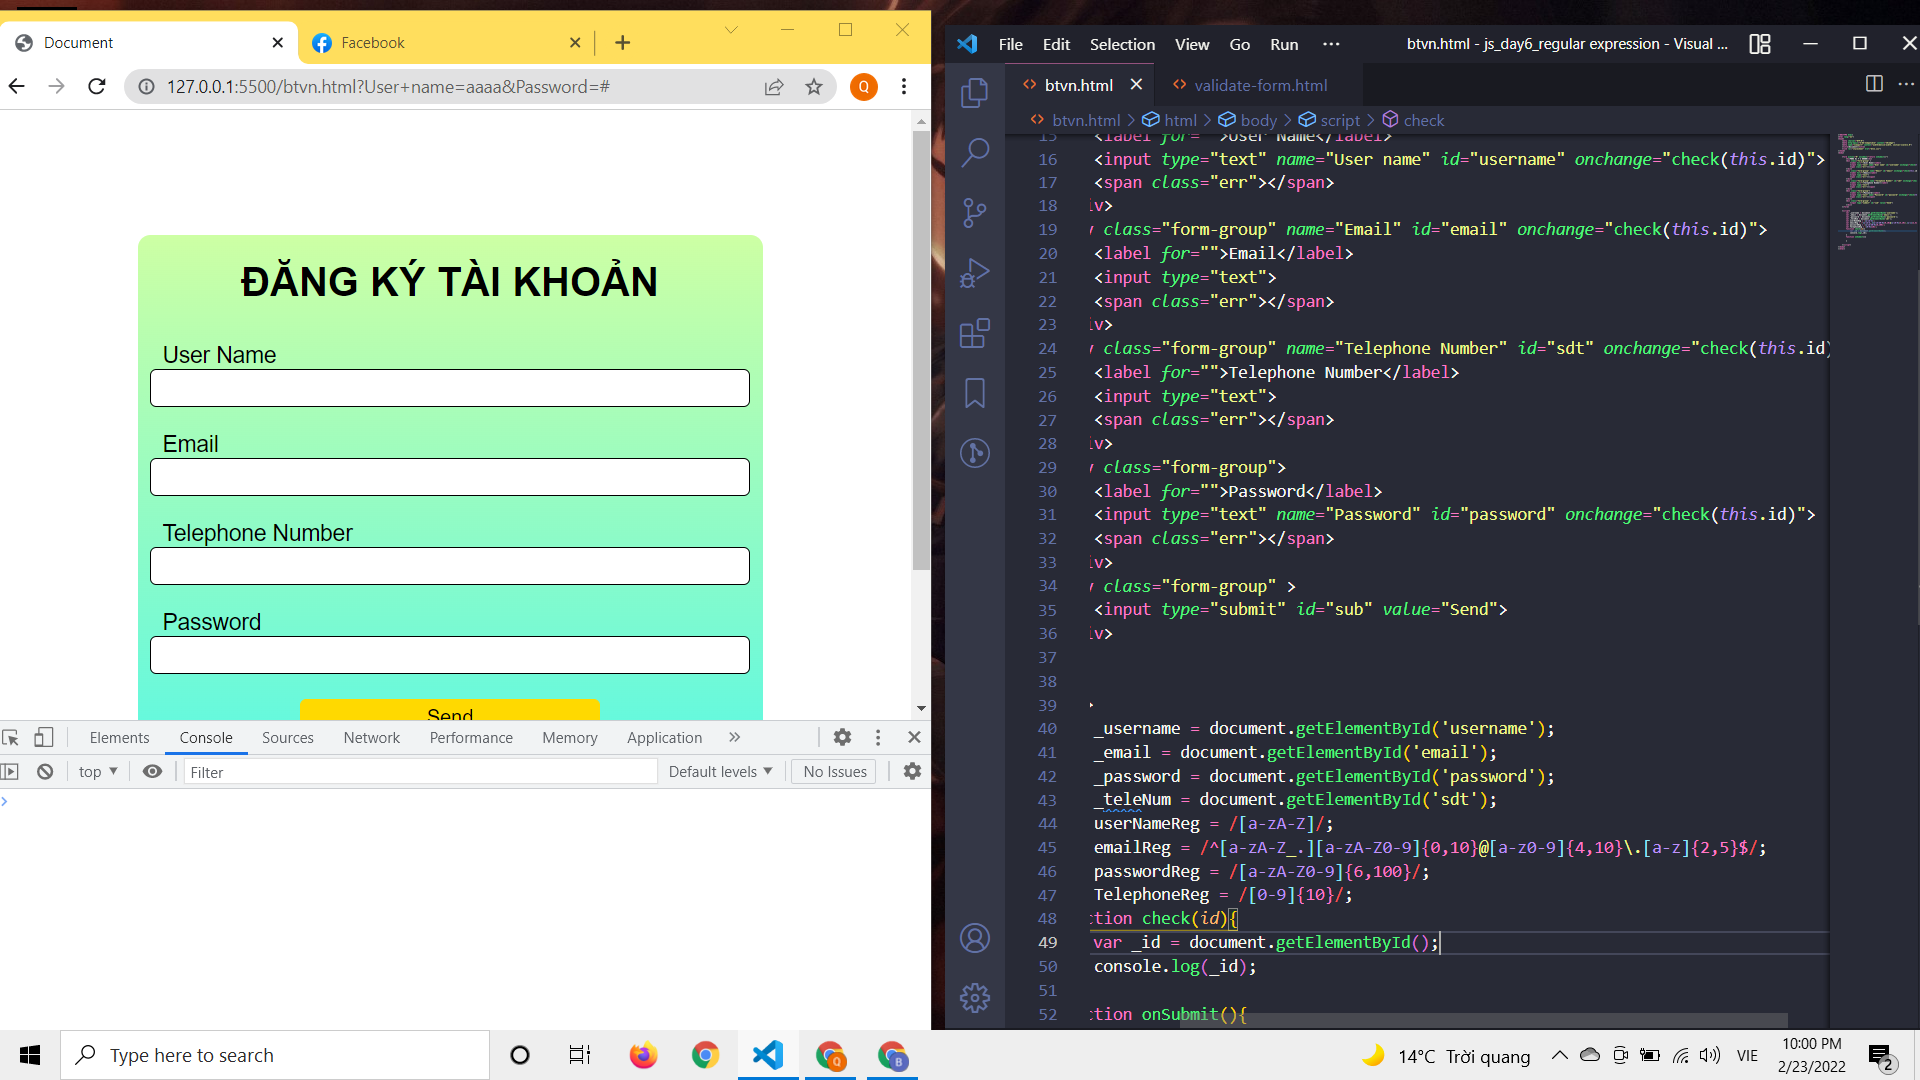 Document
Facebook
127.0.0.1:5500/btvn.html?User+name=aaaa&Password=#
Q
ĐĂNG KÝ TÀI KHOẢN
User Name
Email
Telephone Number
Password
Send
Elements Console Sources Network Performance Memory Application
top Filter Default levels No Issues
File Edit Selection View Go Run btvn.html - js_day6_regular expression - Visual ...
btvn.html validate-form.html
btvn.html html body script check
15 <label for="">User Name</label>
16 <input type="text" name="User name" id="username" onchange="check(this.id)">
17 <span class="err"></span>
18 iv>
19 class="form-group" name="Email" id="email" onchange="check(this.id)">
20 <label for="">Email</label>
21 <input type="text">
22 <span class="err"></span>
23 iv>
24 class="form-group" name="Telephone Number" id="sdt" onchange="check(this.id)
25 <label for="">Telephone Number</label>
26 <input type="text">
27 <span class="err"></span>
28 iv>
29 class="form-group">
30 <label for="">Password</label>
31 <input type="text" name="Password" id="password" onchange="check(this.id)">
32 <span class="err"></span>
33 iv>
34 class="form-group" >
35 <input type="submit" id="sub" value="Send">
36 iv>
37
38
39 >
40 _username = document.getElementById('username');
41 _email = document.getElementById('email');
42 _password = document.getElementById('password');
43 _teleNum = document.getElementById('sdt');
44 userNameReg = /[a-zA-Z]/;
45 emailReg = /^[a-zA-Z_.][a-zA-Z0-9]{0,10}@[a-z0-9]{4,10}\.[a-z]{2,5}$/;
46 passwordReg = /[a-zA-Z0-9]{6,100}/;
47 TelephoneReg = /[0-9]{10}/;
48 ction check(id){
49 var _id = document.getElementById();
50 console.log(_id);
51
52 ction onSubmit(){
Type here to search
Q
B
14°C Trời quang
VIE
10:00 PM
2/23/2022
2